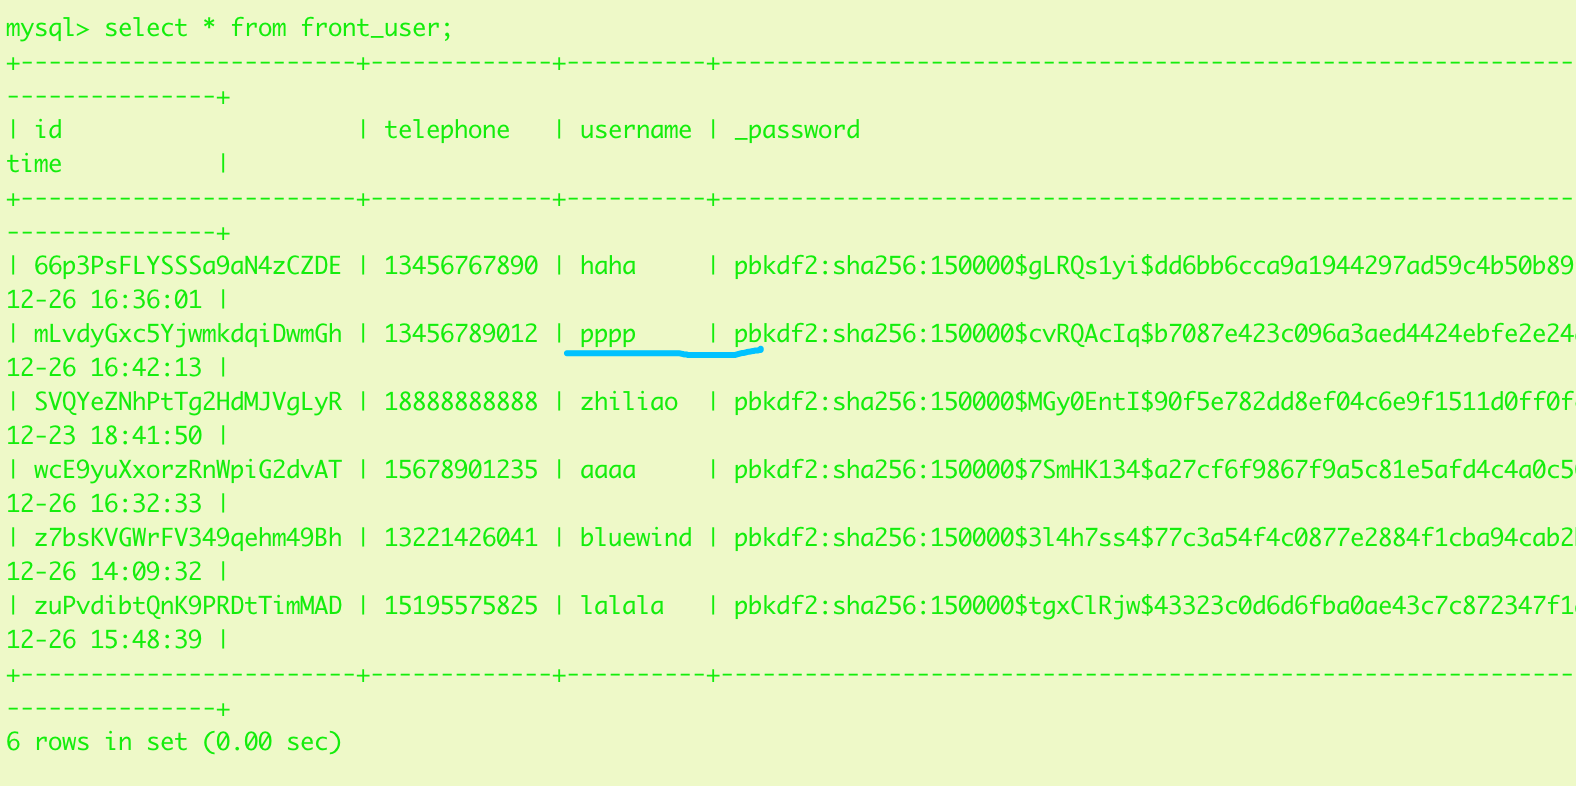 mysql> select * from front_user;
+------------------------+-------------+----------+-------------------------------------------------------------
---------------+
| id                     | telephone   | username | _password
time           |
+------------------------+-------------+----------+-------------------------------------------------------------
---------------+
| 66p3PsFLYSSSa9aN4zCZDE | 13456767890 | haha     | pbkdf2:sha256:150000$gLRQs1yi$dd6bb6cca9a1944297ad59c4b50b89
12-26 16:36:01 |
| mLvdyGxc5YjwmkdqiDwmGh | 13456789012 | pppp     | pbkdf2:sha256:150000$cvRQAcIq$b7087e423c096a3aed4424ebfe2e24
12-26 16:42:13 |
| SVQYeZNhPtTg2HdMJVgLyR | 18888888888 | zhiliao  | pbkdf2:sha256:150000$MGy0EntI$90f5e782dd8ef04c6e9f1511d0ff0f
12-23 18:41:50 |
| wcE9yuXxorzRnWpiG2dvAT | 15678901235 | aaaa     | pbkdf2:sha256:150000$7SmHK134$a27cf6f9867f9a5c81e5afd4c4a0c5
12-26 16:32:33 |
| z7bsKVGWrFV349qehm49Bh | 13221426041 | bluewind | pbkdf2:sha256:150000$3l4h7ss4$77c3a54f4c0877e2884f1cba94cab2
12-26 14:09:32 |
| zuPvdibtQnK9PRDtTimMAD | 15195575825 | lalala   | pbkdf2:sha256:150000$tgxClRjw$43323c0d6d6fba0ae43c7c872347f1
12-26 15:48:39 |
+------------------------+-------------+----------+-------------------------------------------------------------
---------------+
6 rows in set (0.00 sec)